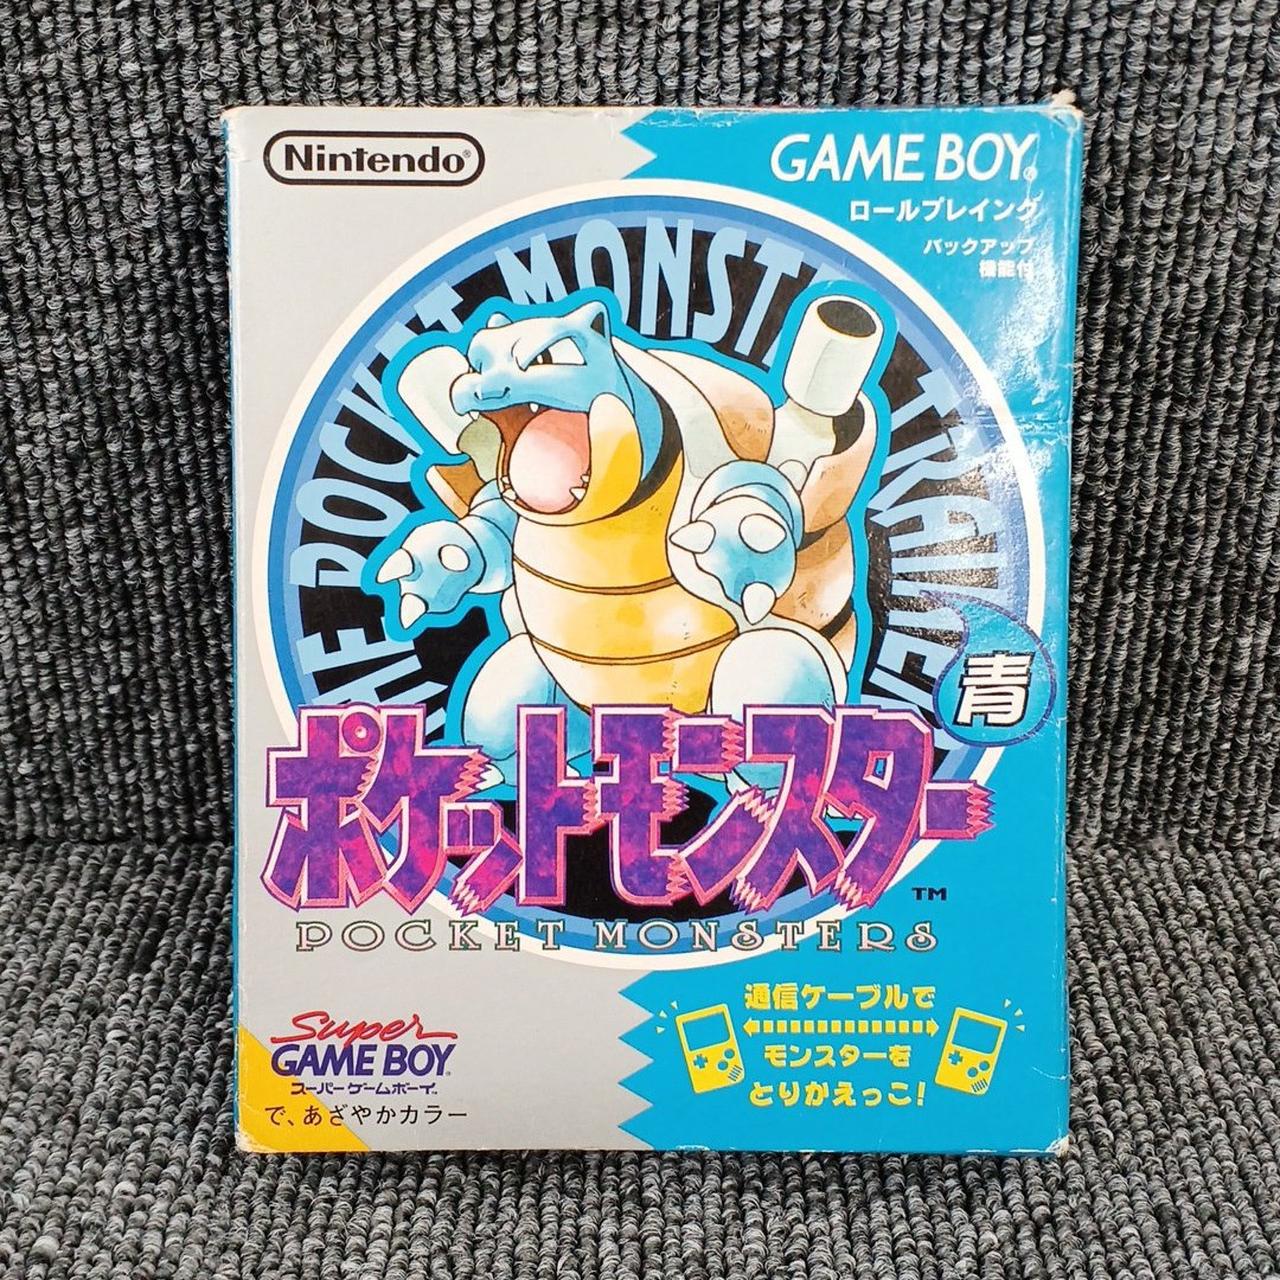 Nintendo®
GAME BOY®
ロールプレイング
バックアップ
機能付
THE POCKET MONSTER TRAINER
青
ポケットモンスター
TM
POCKET MONSTERS
Super
GAME BOY
スーパーゲームボーイ
で、あざやかカラー
通信ケーブルで
モンスターを
とりかえっこ!